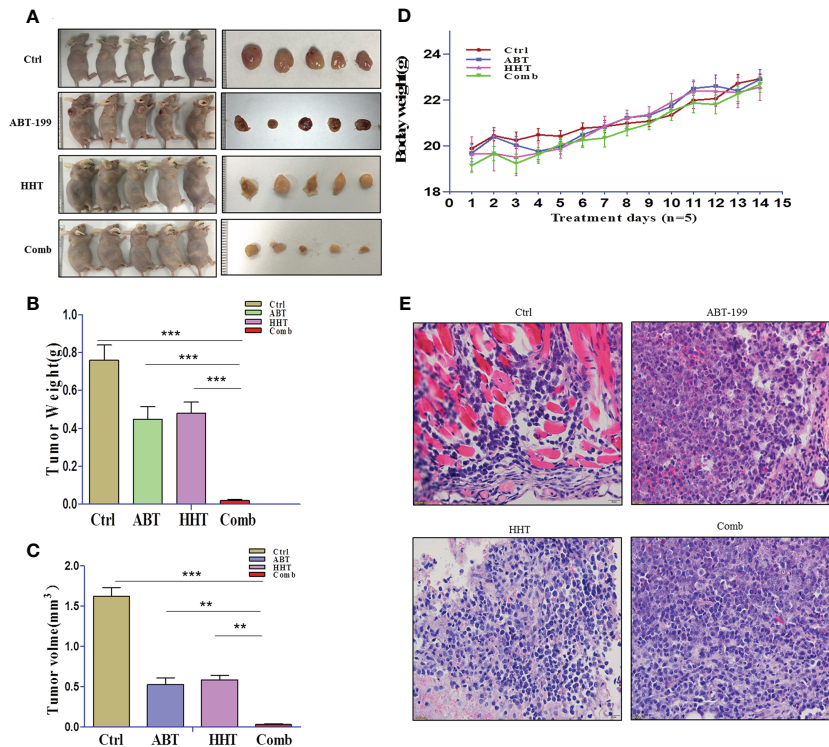 A
Ctrl
ABT-199
HHT
Comb
B
Ctrl
ABT
HHT
Comb
***
***
***
Tumor Weight(g)
1.0
0.8
0.6
0.4
0.2
0.0
Ctrl ABT HHT Comb
C
Ctrl
ABT
HHT
Comb
***
**
**
Tumor volme(mm3)
2.0
1.5
1.0
0.5
0.0
Ctrl ABT HHT Comb
D
Ctrl
ABT
HHT
Comb
Boday weight(g)
24
22
20
18
0 1 2 3 4 5 6 7 8 9 10 11 12 13 14 15
Treatment days (n=5)
E
Ctrl ABT-199
HHT Comb